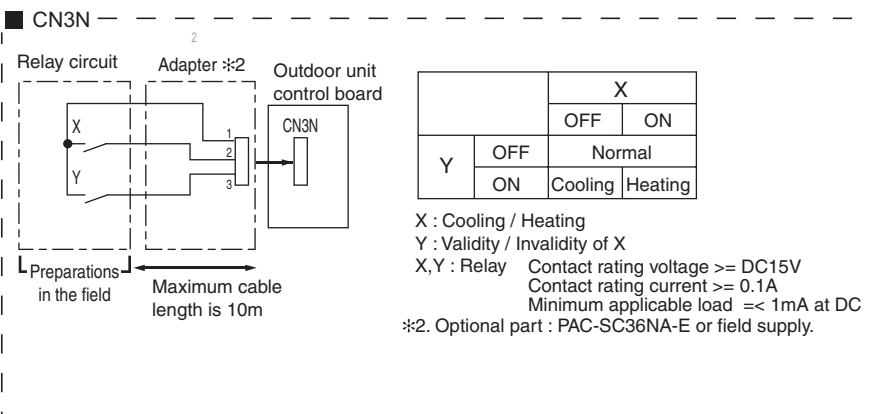 ■ CN3N
2
Relay circuit
Adapter ✻2
Outdoor unit
control board
X
Y
1
2
3
CN3N
Preparations
in the field
Maximum cable
length is 10m
X
OFF ON
Y OFF Normal
ON Cooling Heating
X : Cooling / Heating
Y : Validity / Invalidity of X
X,Y : Relay Contact rating voltage >= DC15V
Contact rating current >= 0.1A
Minimum applicable load =< 1mA at DC
✻2. Optional part : PAC-SC36NA-E or field supply.